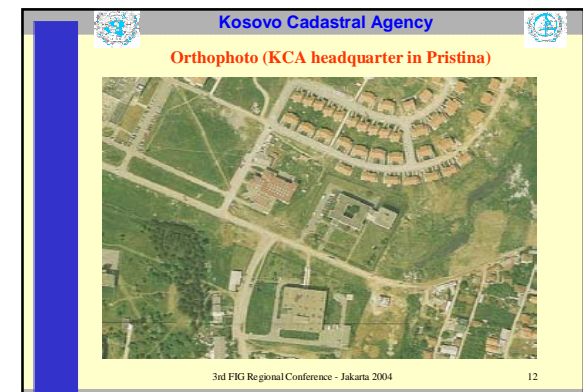 Kosovo Cadastral Agency
Orthophoto (KCA headquarter in Pristina)
3rd FIG Regional Conference - Jakarta 2004 12